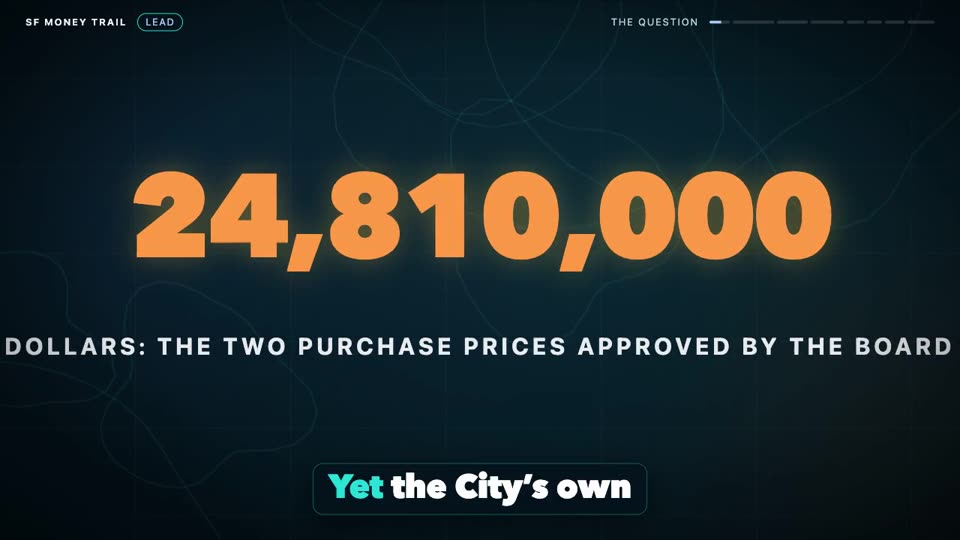 SF MONEY TRAIL LEAD
THE QUESTION
24,810,000
DOLLARS: THE TWO PURCHASE PRICES APPROVED BY THE BOARD
Yet the City’s own